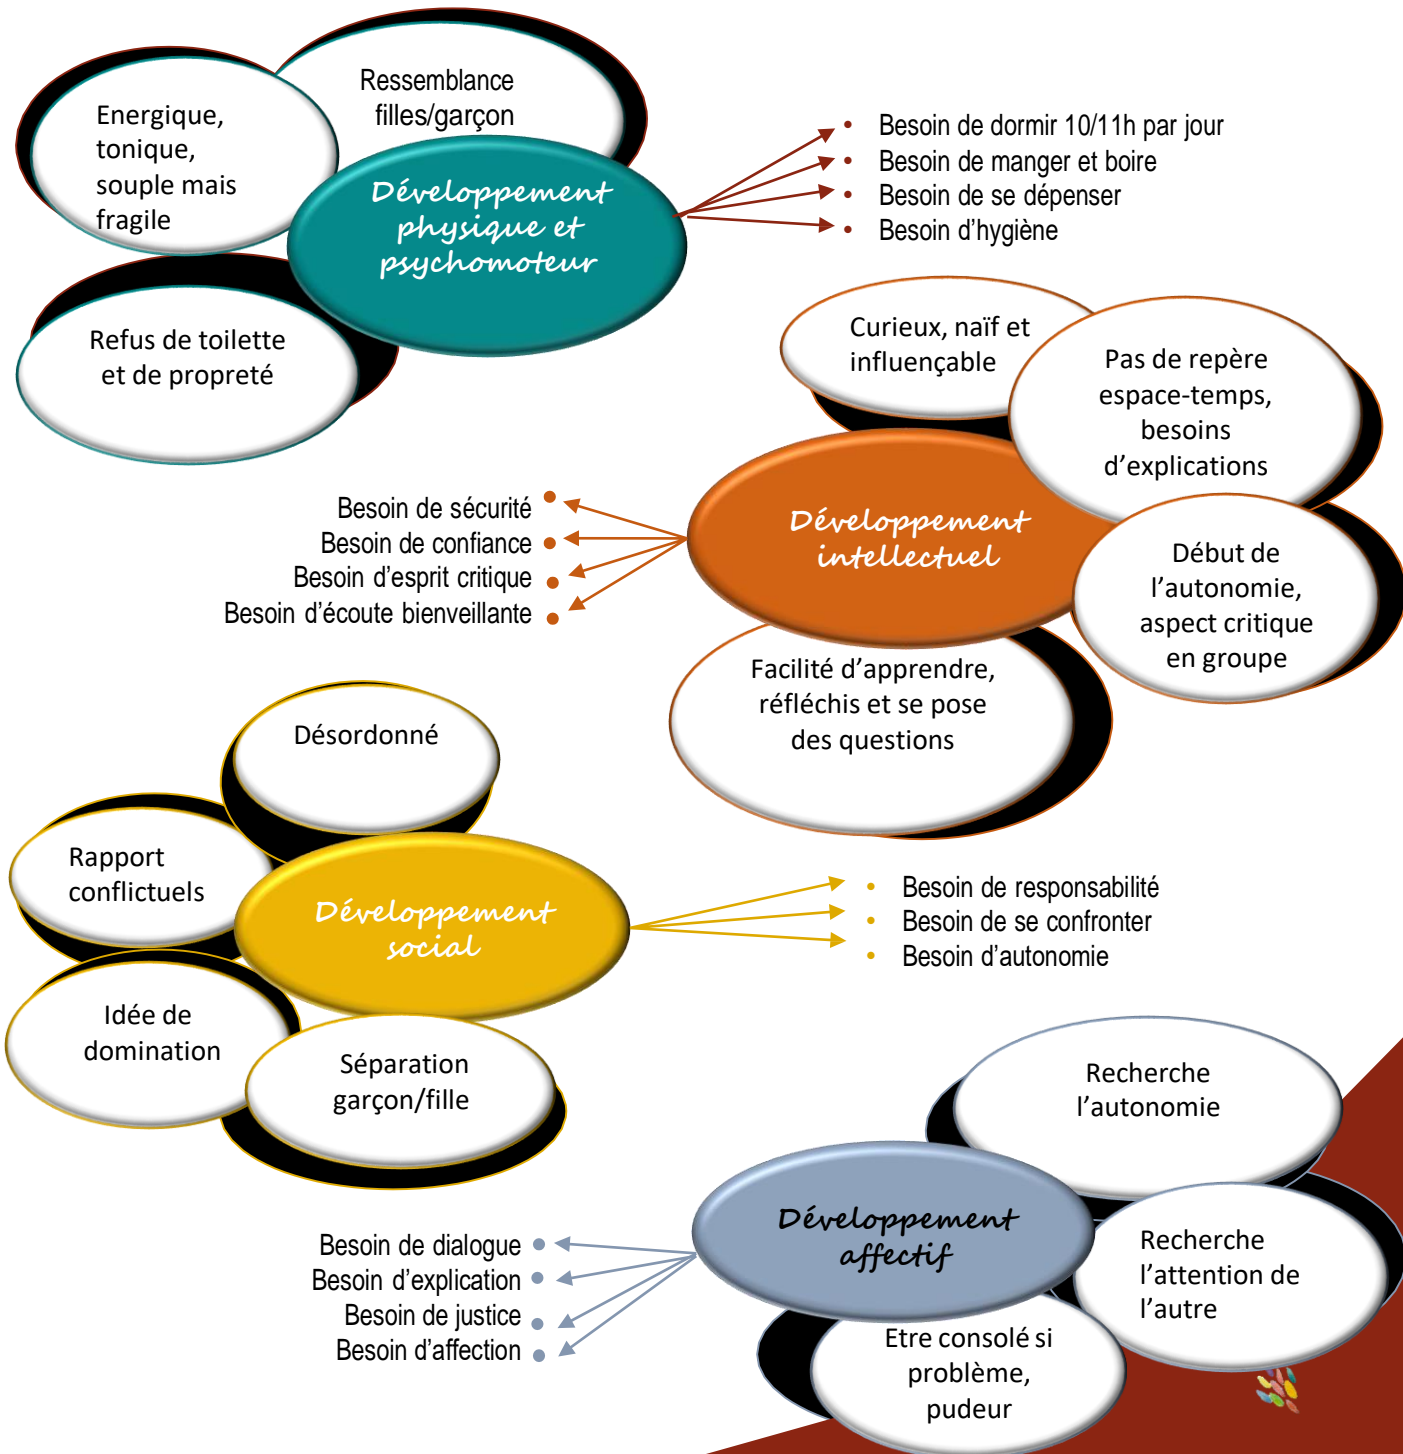 Ressemblance
filles/garçon
Energique,
tonique,
souple mais
fragile
Développement
physique et
psychomoteur
Refus de toilette
et de propreté
• Besoin de dormir 10/11h par jour
• Besoin de manger et boire
• Besoin de se dépenser
• Besoin d'hygiène
Curieux, naïf et
influençable
Pas de repère
espace-temps,
besoins
d'explications
Développement
intellectuel
Début de
l'autonomie,
aspect critique
en groupe
Facilité d'apprendre,
réfléchis et se pose
des questions
Besoin de sécurité •
Besoin de confiance •
Besoin d'esprit critique •
Besoin d'écoute bienveillante •
Désordonné
Rapport
conflictuels
Développement
social
Idée de
domination
Séparation
garçon/fille
• Besoin de responsabilité
• Besoin de se confronter
• Besoin d'autonomie
Recherche
l'autonomie
Développement
affectif
Recherche
l'attention de
l'autre
Etre consolé si
problème,
pudeur
Besoin de dialogue •
Besoin d'explication •
Besoin de justice •
Besoin d'affection •